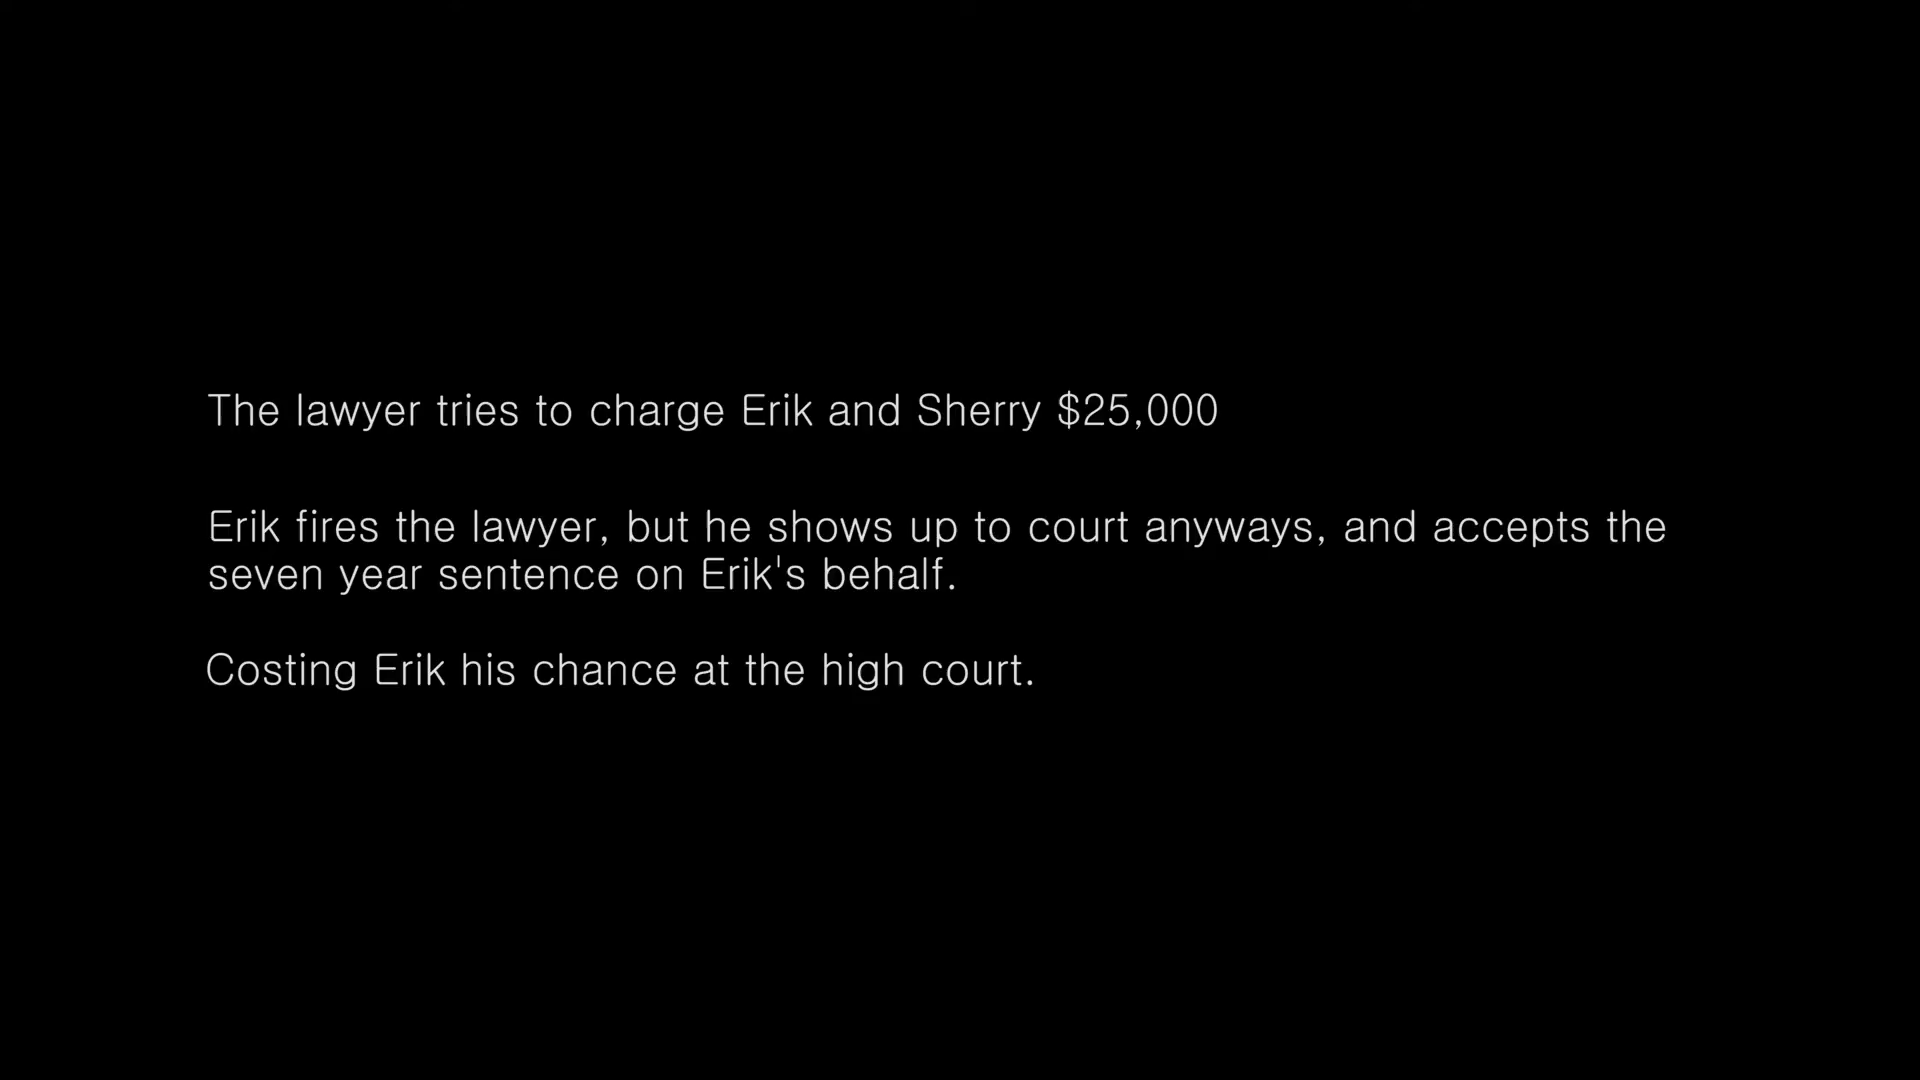 The lawyer tries to charge Erik and Sherry $25,000
Erik fires the lawyer, but he shows up to court anyways, and accepts the
seven year sentence on Erik's behalf.
Costing Erik his chance at the high court.